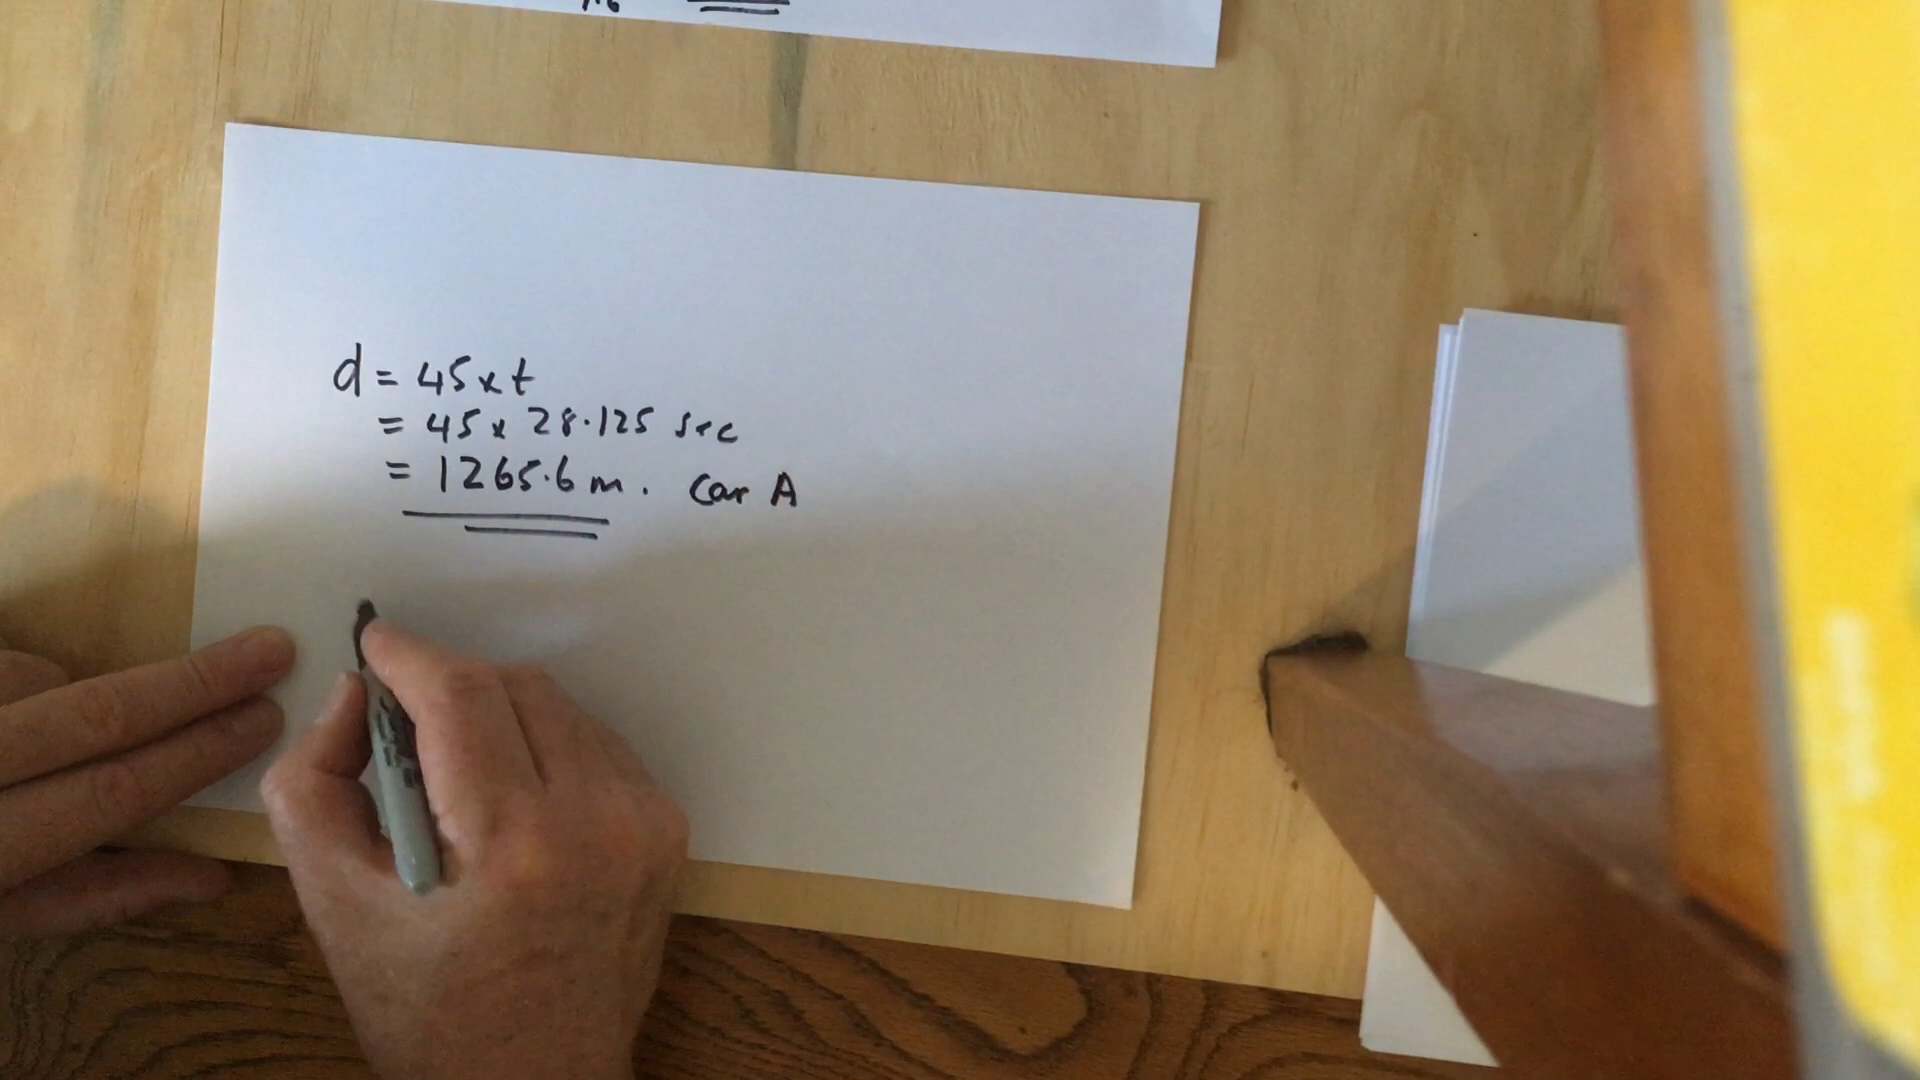 d = 45 x t
= 45 x 28.125 sec
= 1265.6 m. Car A